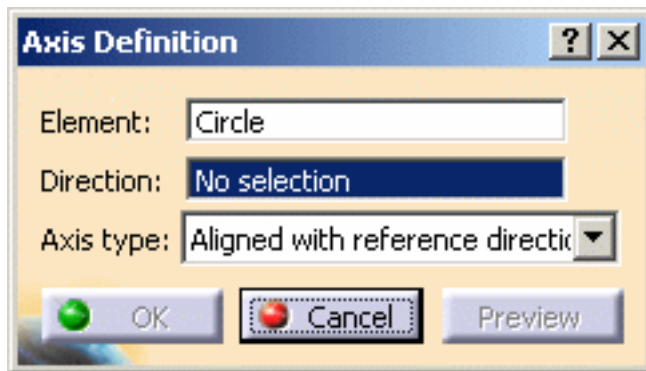 Axis Definition ? X
Element: Circle
Direction: No selection
Axis type: Aligned with reference directic
OK Cancel Preview